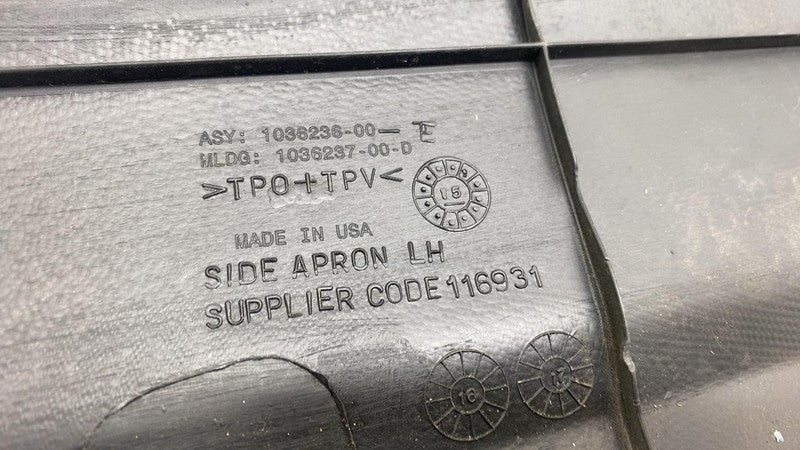 ASY: 1036236-00-E
MLDG: 1036237-00-D
>TPO+TPV<
15
MADE IN USA
SIDE APRON LH
SUPPLIER CODE 116931
16
17